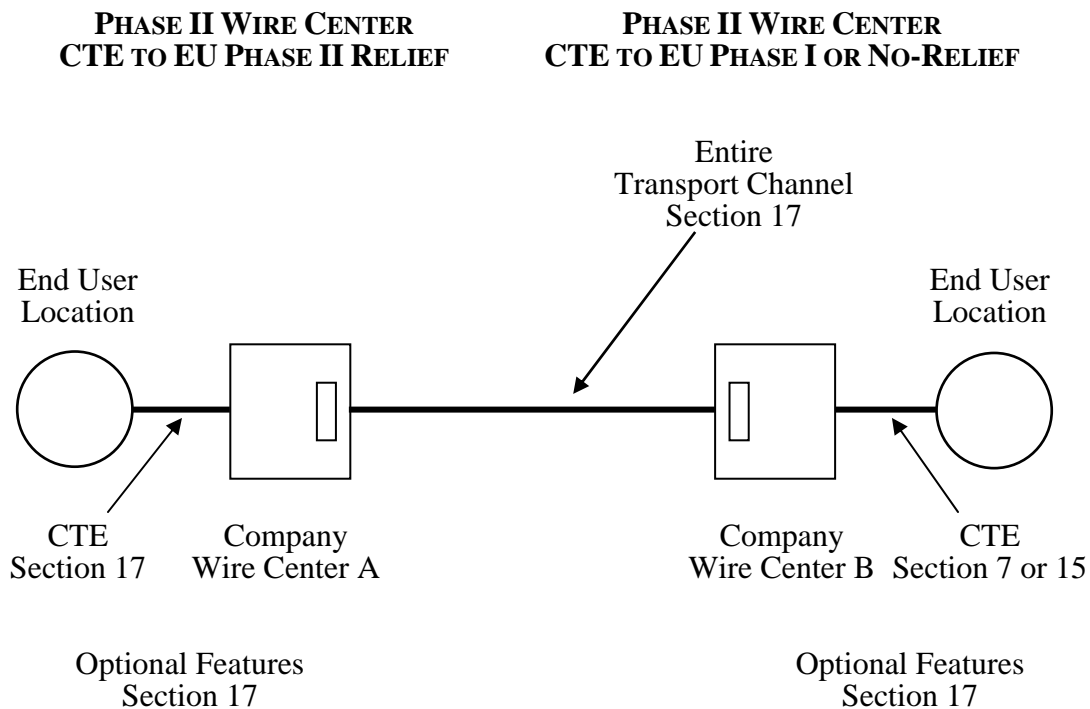 PHASE II WIRE CENTER
CTE TO EU PHASE II RELIEF
PHASE II WIRE CENTER
CTE TO EU PHASE I OR NO-RELIEF
Entire
Transport Channel
Section 17
End User
Location
End User
Location
CTE
Section 17
Company
Wire Center A
Company
Wire Center B
CTE
Section 7 or 15
Optional Features
Section 17
Optional Features
Section 17